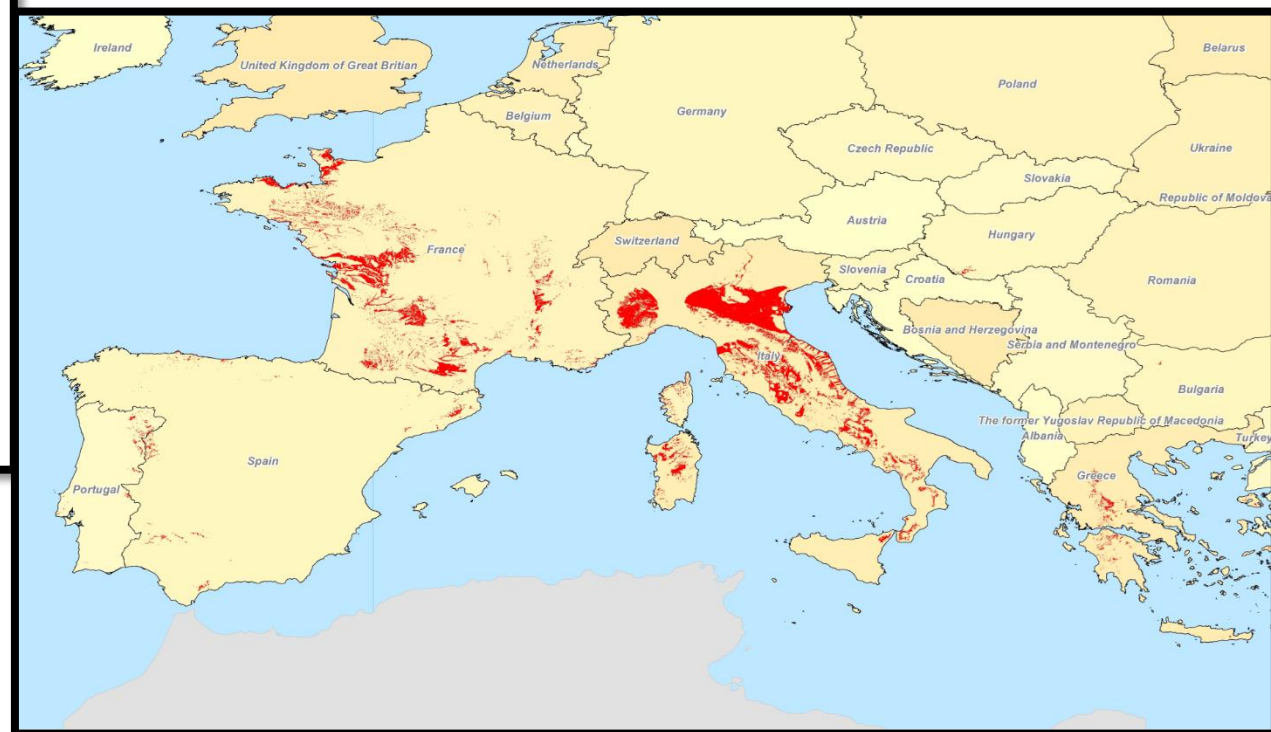 Ireland
United Kingdom of Great Britian
Netherlands
Belarus
Poland
Germany
Belgium
Czech Republic
Ukraine
Slovakia
Republic of Moldova
Austria
Switzerland
Hungary
France
Slovenia
Croatia
Romania
Bosnia and Herzegovina
Serbia and Montenegro
Italy
Bulgaria
The former Yugoslav Republic of Macedonia
Albania
Turkey
Spain
Greece
Portugal